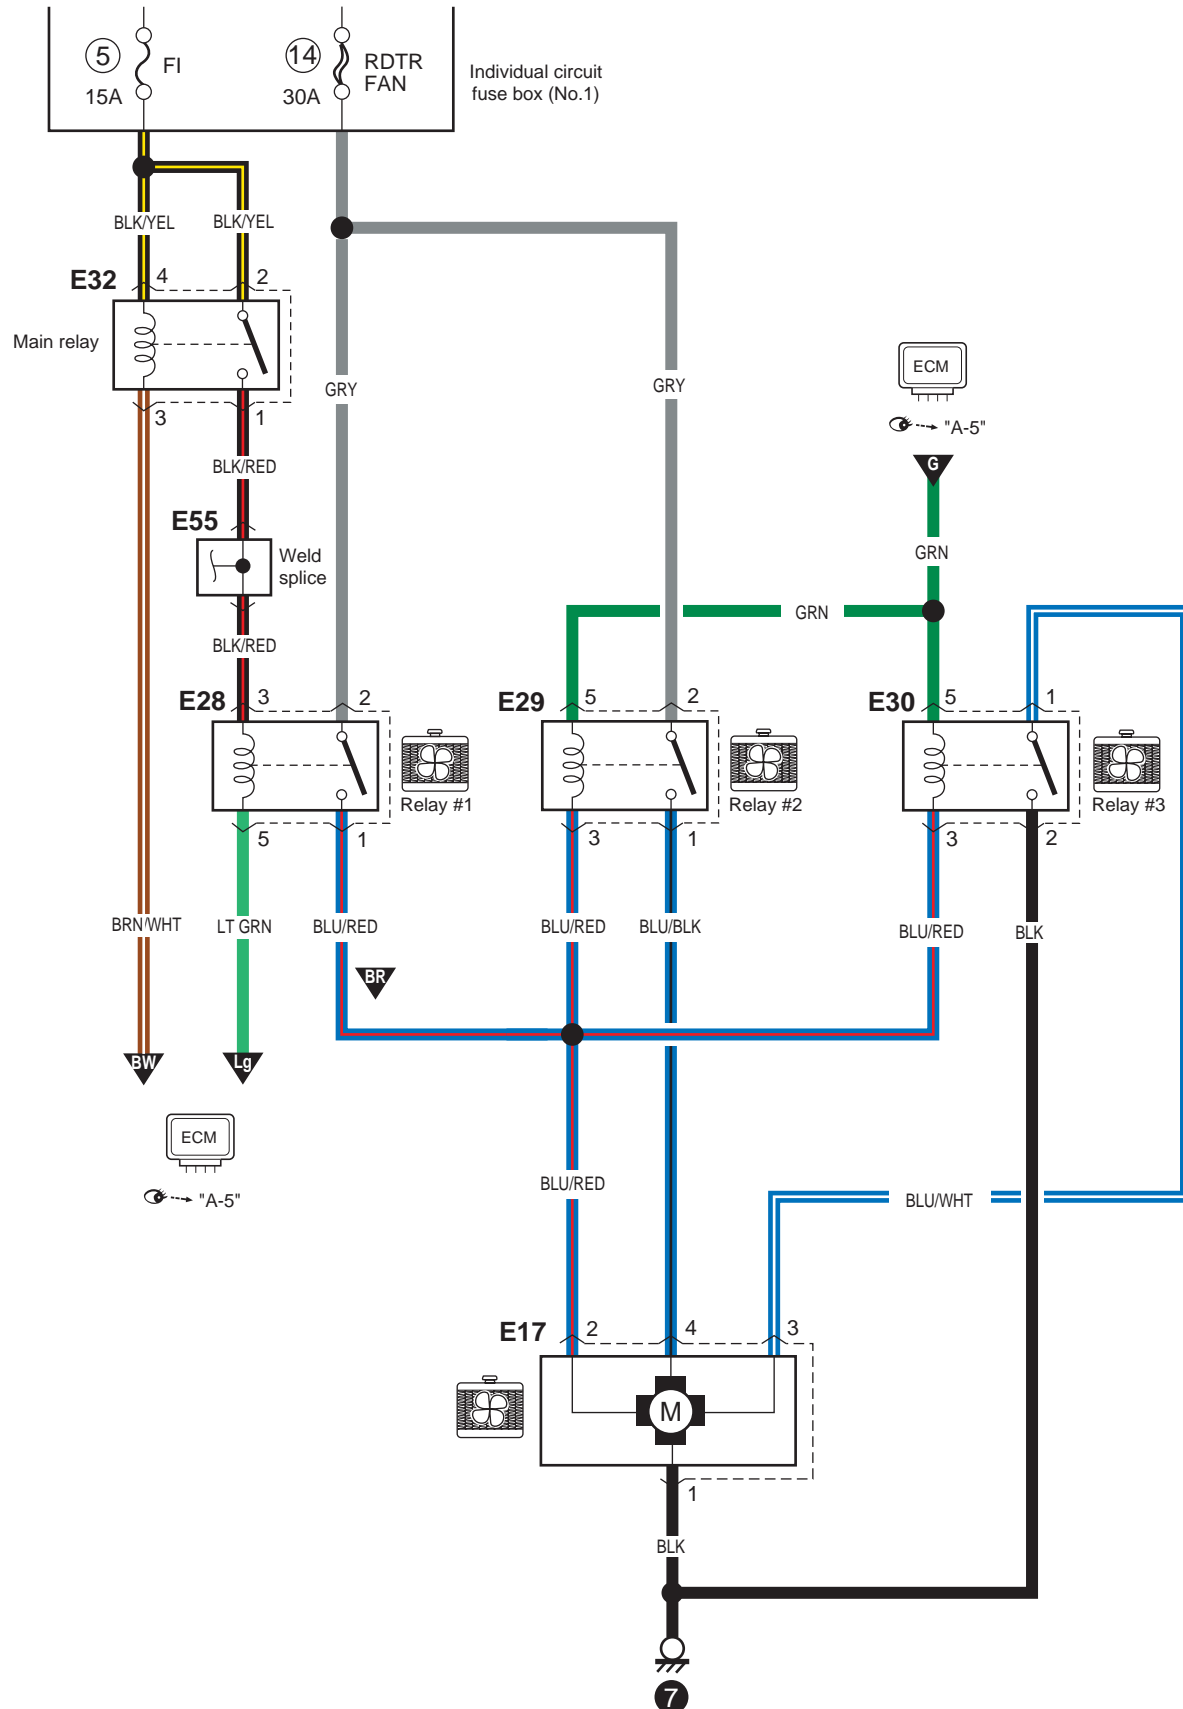 5
FI
15A
14
RDTR
FAN
30A
Individual circuit
fuse box (No.1)
BLK/YEL
BLK/YEL
E32
4
2
Main relay
3
1
GRY
GRY
ECM
"A-5"
G
BLK/RED
E55
Weld
splice
GRN
GRN
BLK/RED
E28
3
2
E29
5
2
E30
5
1
Relay #1
Relay #2
Relay #3
5
1
3
1
3
2
BRN/WHT
LT GRN
BLU/RED
BLU/RED
BLU/BLK
BLU/RED
BLK
BR
BW
Lg
ECM
"A-5"
BLU/RED
BLU/WHT
E17
2
4
3
M
1
BLK
7